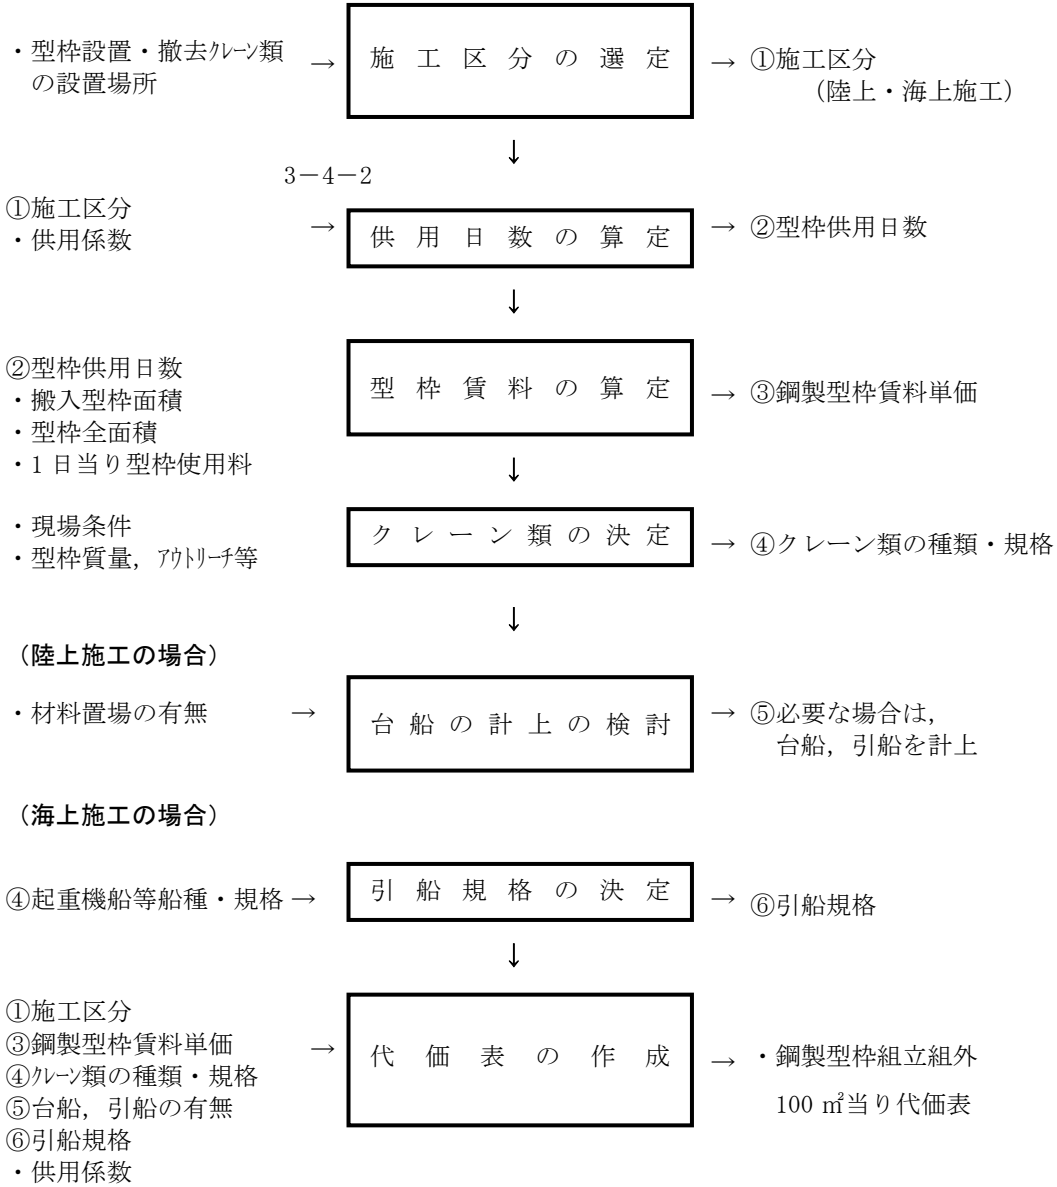 ・型枠設置・撤去ｸﾚｰﾝ類
の設置場所
→
施工区分の選定
→
①施工区分
（陸上・海上施工）
↓
3－4－2
①施工区分
・供用係数
→
供用日数の算定
→
②型枠供用日数
↓
②型枠供用日数
・搬入型枠面積
・型枠全面積
・1 日当り型枠使用料
型枠賃料の算定
→
③鋼製型枠賃料単価
↓
・現場条件
・型枠質量，ｱｳﾄﾘｰﾁ等
クレーン類の決定
→
④クレーン類の種類・規格
↓
（陸上施工の場合）
・材料置場の有無
→
台船の計上の検討
→
⑤必要な場合は，
台船，引船を計上
（海上施工の場合）
④起重機船等船種・規格 →
引船規格の決定
→
⑥引船規格
↓
①施工区分
③鋼製型枠賃料単価
④ｸﾚｰﾝ類の種類・規格
⑤台船，引船の有無
⑥引船規格
・供用係数
→
代価表の作成
→
・鋼製型枠組立組外
100 ㎡当り代価表